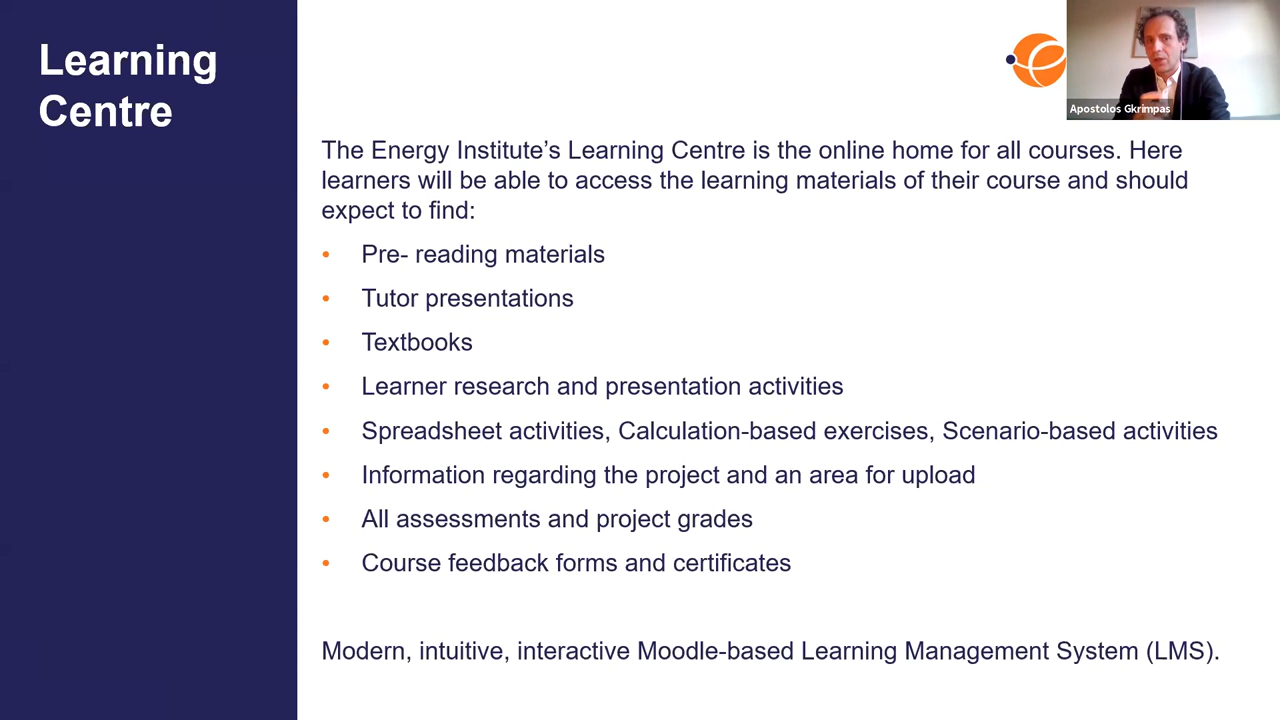 Learning
Centre
Apostolos Gkrimpas
The Energy Institute’s Learning Centre is the online home for all courses. Here
learners will be able to access the learning materials of their course and should
expect to find:
• Pre- reading materials
• Tutor presentations
• Textbooks
• Learner research and presentation activities
• Spreadsheet activities, Calculation-based exercises, Scenario-based activities
• Information regarding the project and an area for upload
• All assessments and project grades
• Course feedback forms and certificates
Modern, intuitive, interactive Moodle-based Learning Management System (LMS).